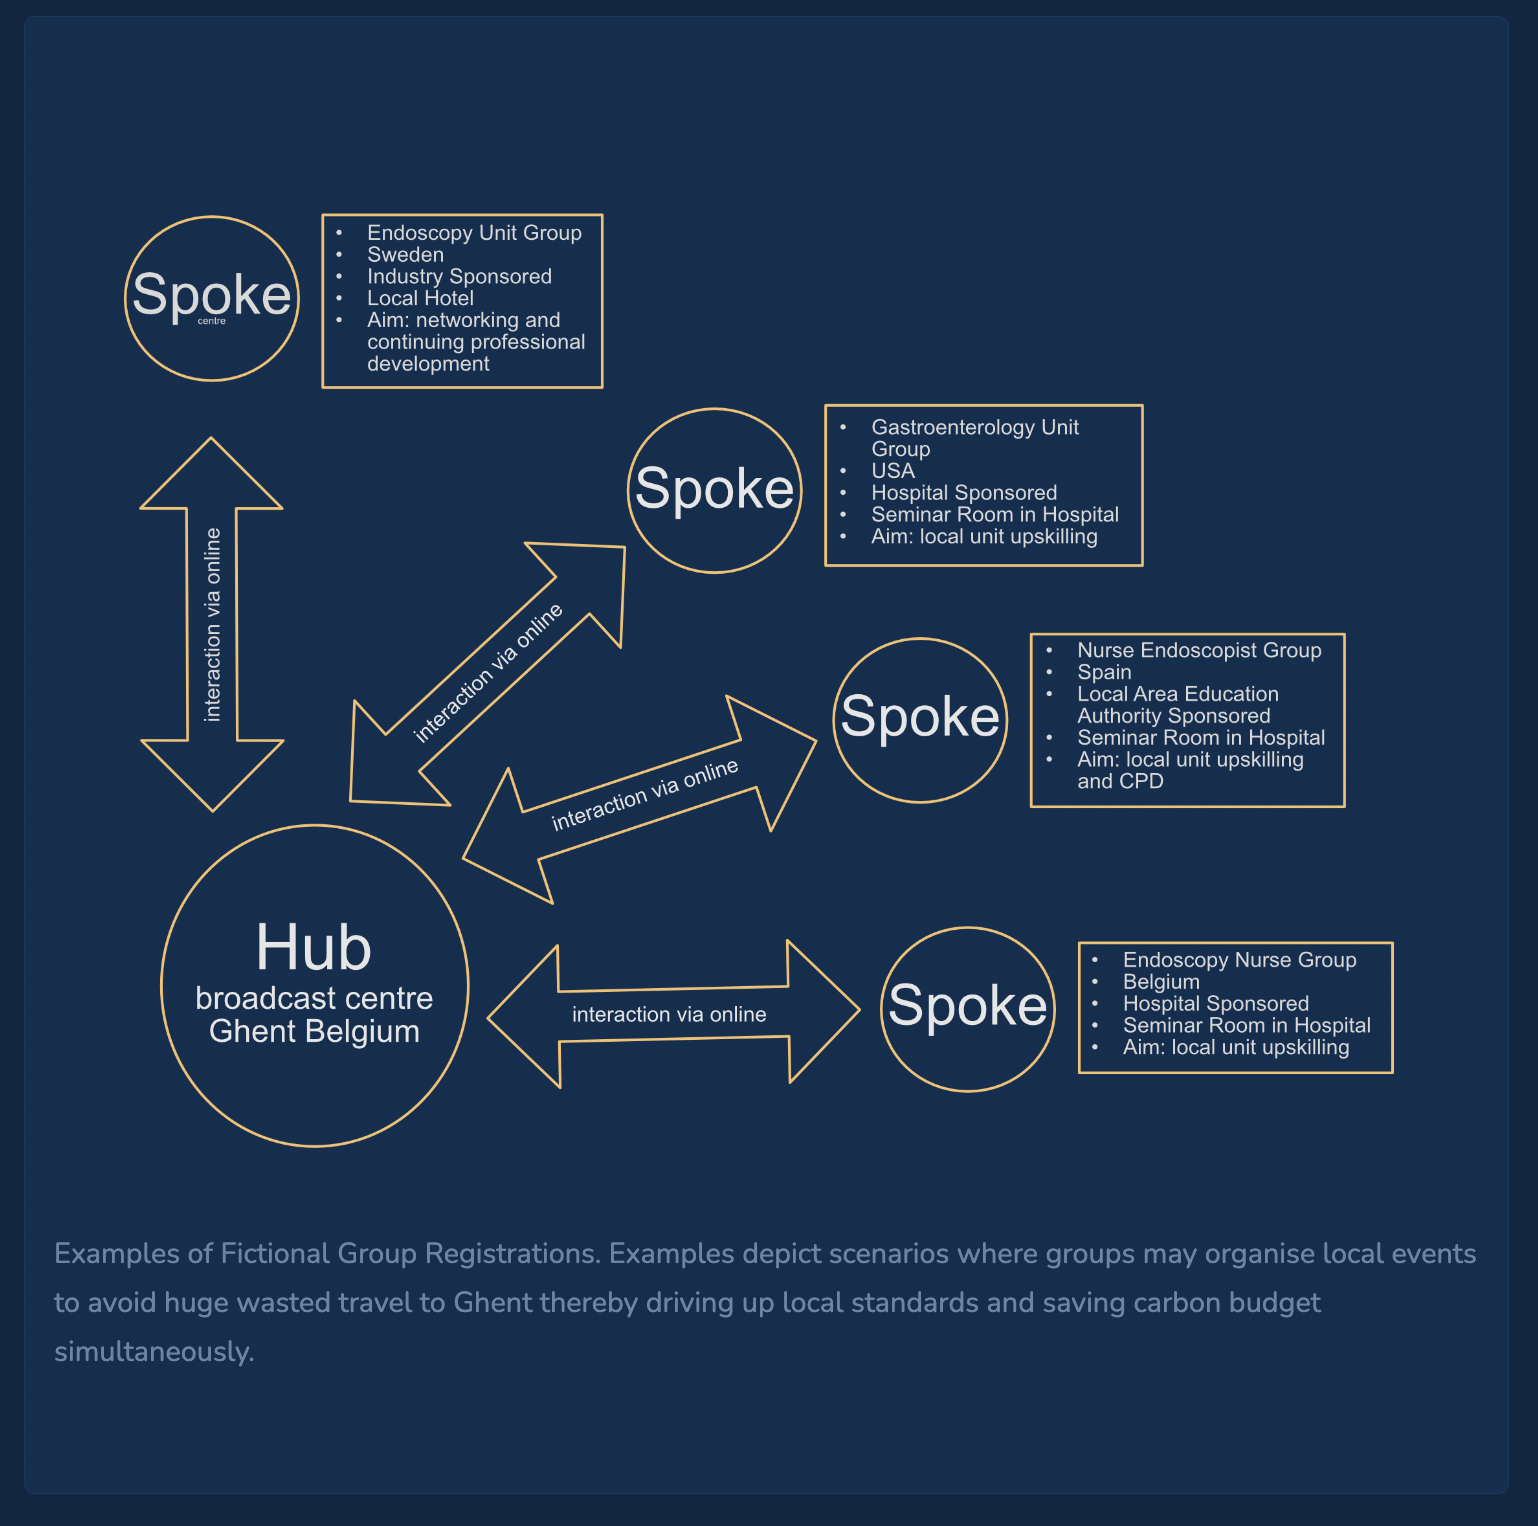 Spoke
centre
• Endoscopy Unit Group
• Sweden
• Industry Sponsored
• Local Hotel
• Aim: networking and
continuing professional
development
Spoke
• Gastroenterology Unit
Group
• USA
• Hospital Sponsored
• Seminar Room in Hospital
• Aim: local unit upskilling
interaction via online
interaction via online
Spoke
• Nurse Endoscopist Group
• Spain
• Local Area Education
Authority Sponsored
• Seminar Room in Hospital
• Aim: local unit upskilling
and CPD
interaction via online
Hub
broadcast centre
Ghent Belgium
interaction via online
Spoke
• Endoscopy Nurse Group
• Belgium
• Hospital Sponsored
• Seminar Room in Hospital
• Aim: local unit upskilling
Examples of Fictional Group Registrations. Examples depict scenarios where groups may organise local events
to avoid huge wasted travel to Ghent thereby driving up local standards and saving carbon budget
simultaneously.